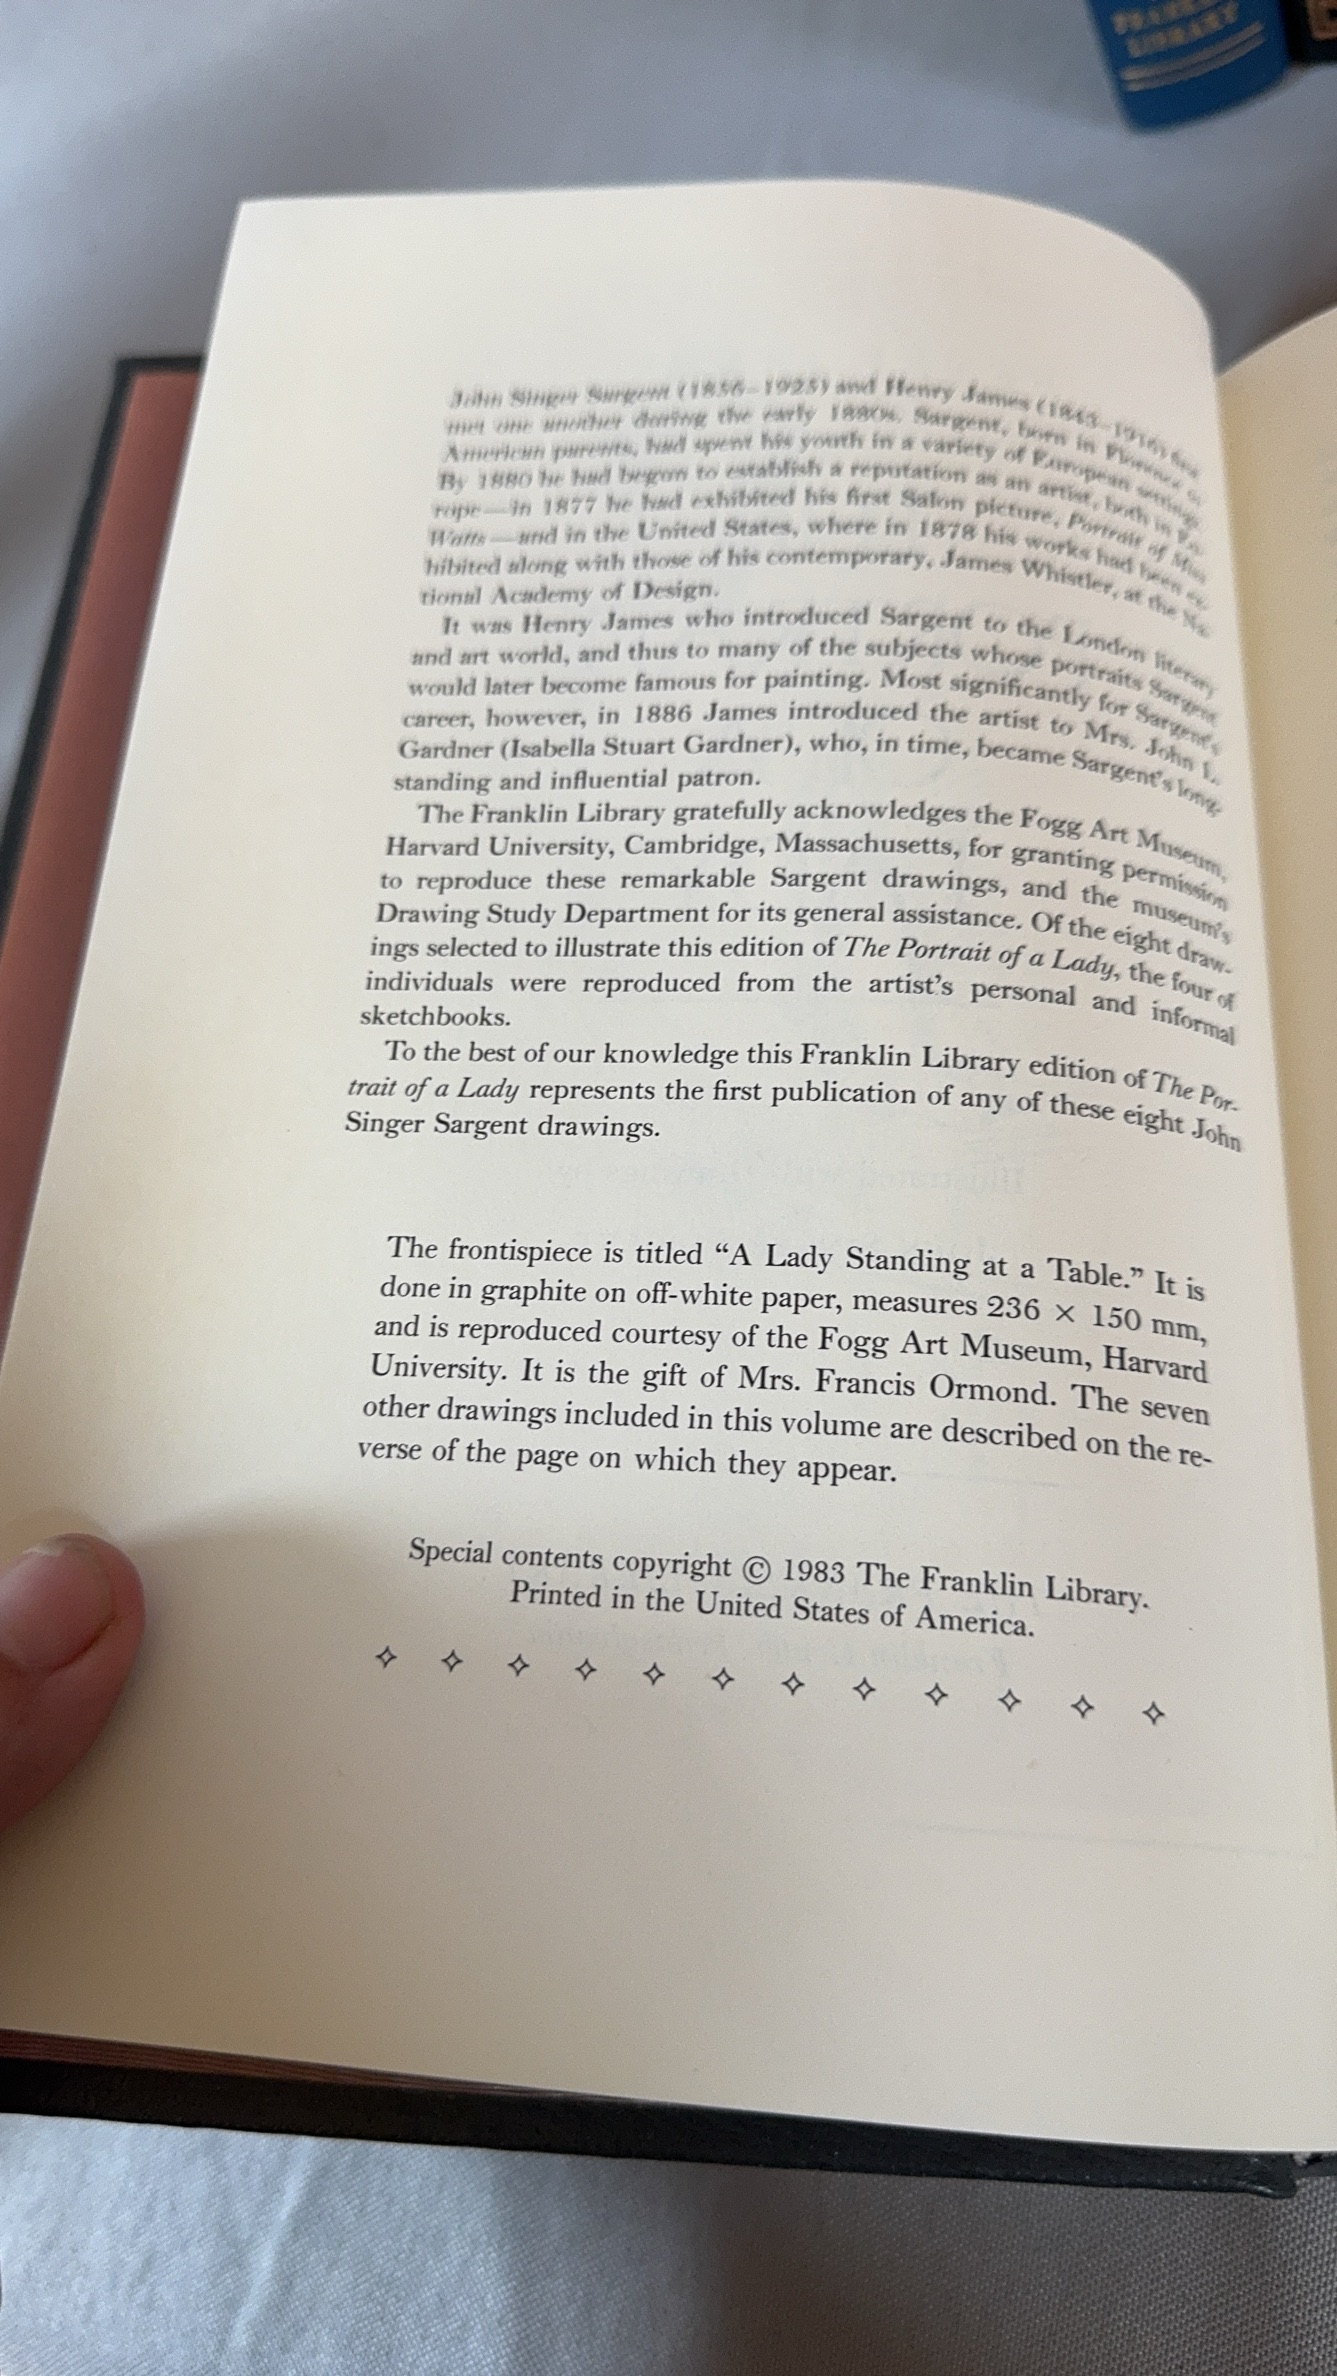 FRANKLIN
LIBRARY
John Singer Sargent (1856–1925) and Henry James (1843–1916) first
met one another during the early 1880s. Sargent, born in Florence of
American parents, had spent his youth in a variety of European settings.
By 1880 he had begun to establish a reputation as an artist, both in Eu-
rope—in 1877 he had exhibited his first Salon picture, Portrait of Miss
Watts—and in the United States, where in 1878 his works had been ex-
hibited along with those of his contemporary, James Whistler, at the Na-
tional Academy of Design.
It was Henry James who introduced Sargent to the London literary
and art world, and thus to many of the subjects whose portraits Sargent
would later become famous for painting. Most significantly for Sargent's
career, however, in 1886 James introduced the artist to Mrs. John L.
Gardner (Isabella Stuart Gardner), who, in time, became Sargent's long-
standing and influential patron.
The Franklin Library gratefully acknowledges the Fogg Art Museum,
Harvard University, Cambridge, Massachusetts, for granting permission
to reproduce these remarkable Sargent drawings, and the museum's
Drawing Study Department for its general assistance. Of the eight draw-
ings selected to illustrate this edition of The Portrait of a Lady, the four of
individuals were reproduced from the artist's personal and informal
sketchbooks.
To the best of our knowledge this Franklin Library edition of The Por-
trait of a Lady represents the first publication of any of these eight John
Singer Sargent drawings.
The frontispiece is titled “A Lady Standing at a Table.” It is
done in graphite on off-white paper, measures 236 × 150 mm,
and is reproduced courtesy of the Fogg Art Museum, Harvard
University. It is the gift of Mrs. Francis Ormond. The seven
other drawings included in this volume are described on the re-
verse of the page on which they appear.
Special contents copyright © 1983 The Franklin Library.
Printed in the United States of America.